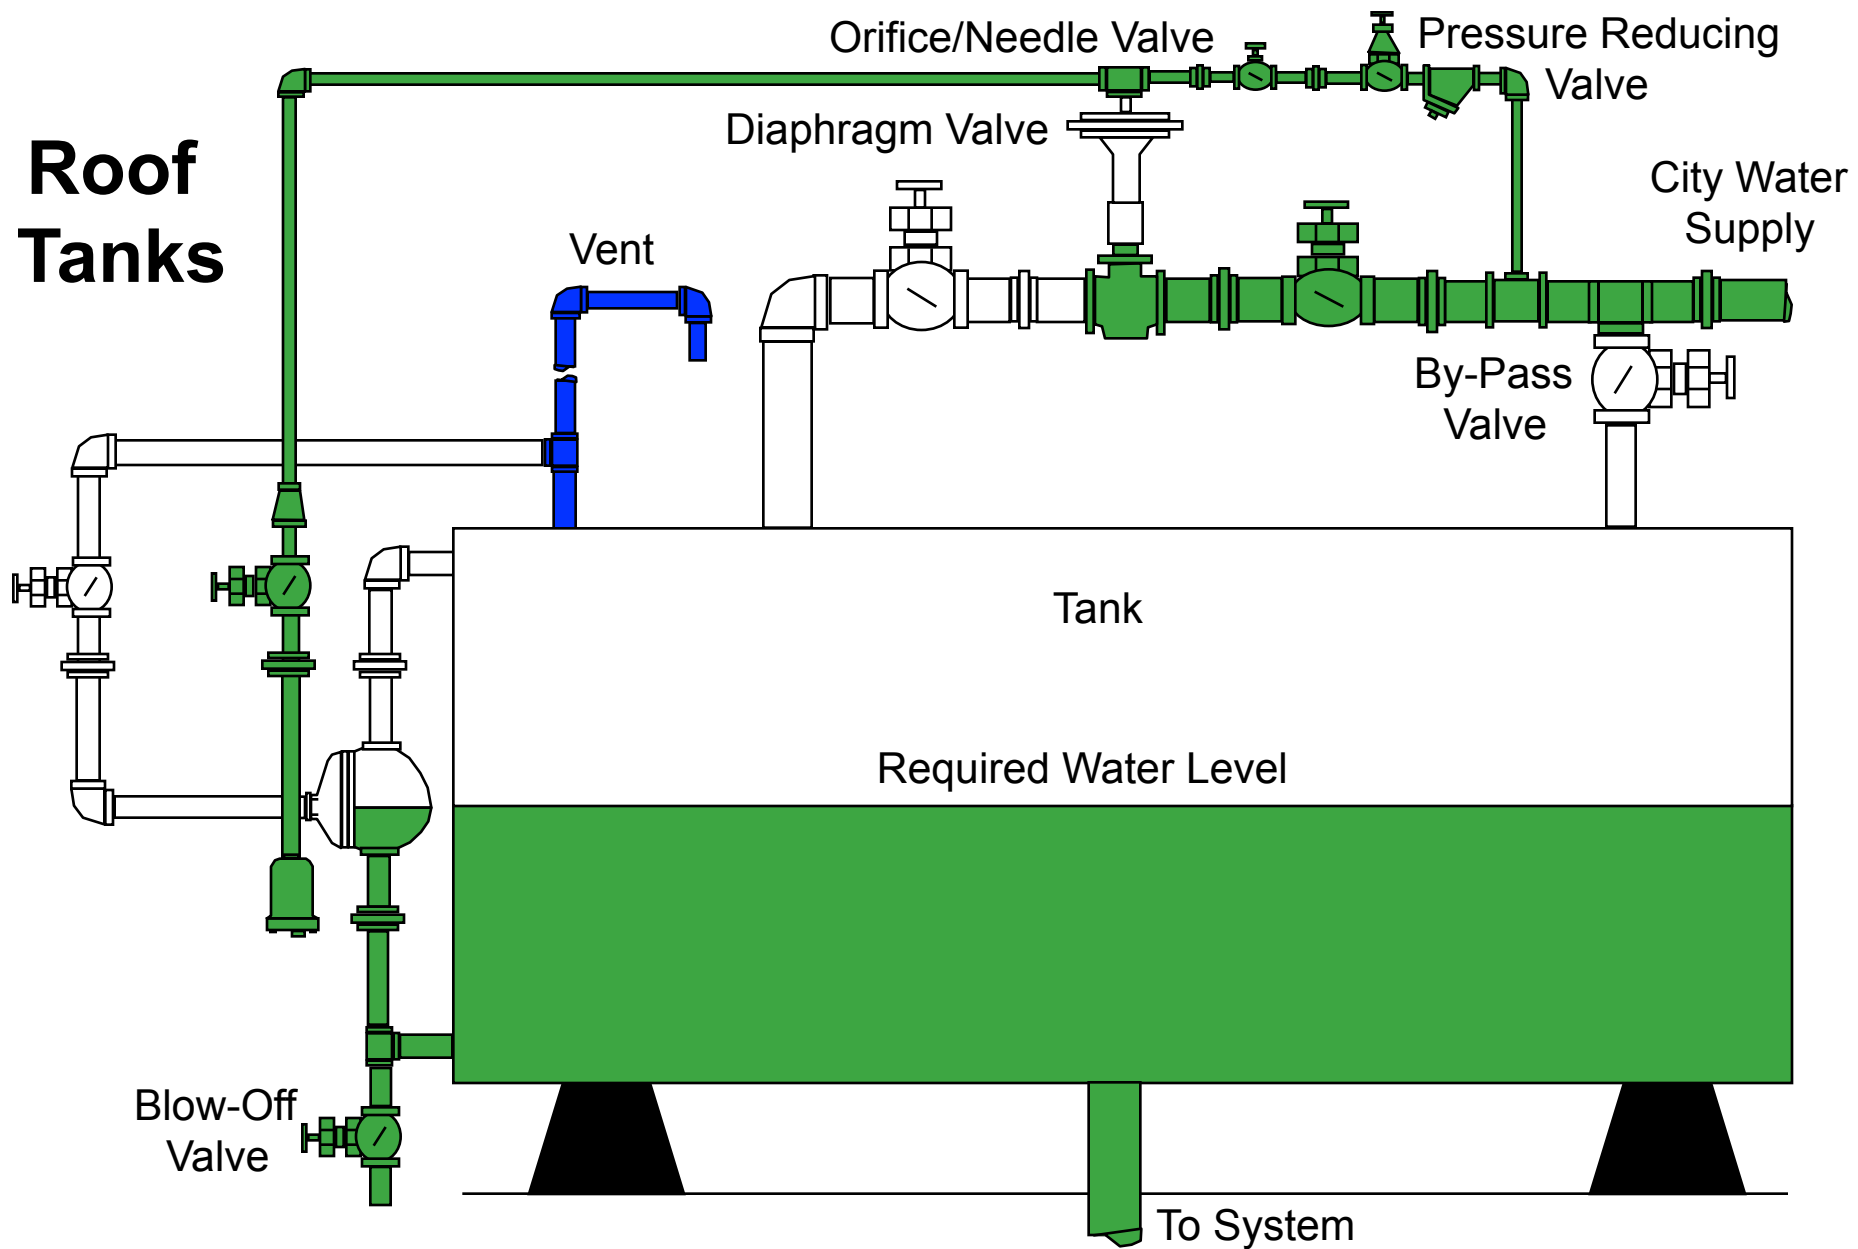 Orifice/Needle Valve
Pressure Reducing
Valve
Diaphragm Valve
Roof
Tanks
City Water
Supply
Vent
By-Pass
Valve
Tank
Required Water Level
Blow-Off
Valve
To System